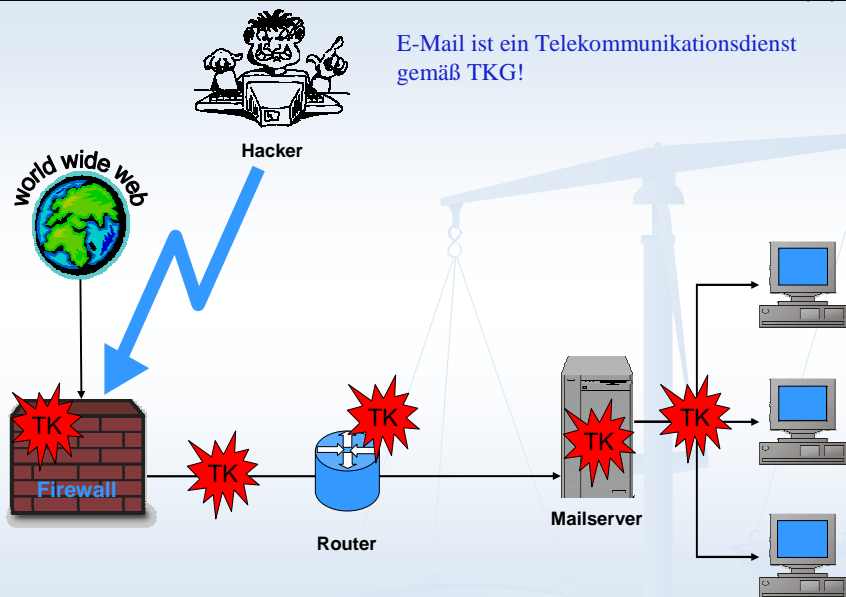 E-Mail ist ein Telekommunikationsdienst
gemäß TKG!
Hacker
world wide web
TK
Firewall
TK
TK
Router
TK
Mailserver
TK